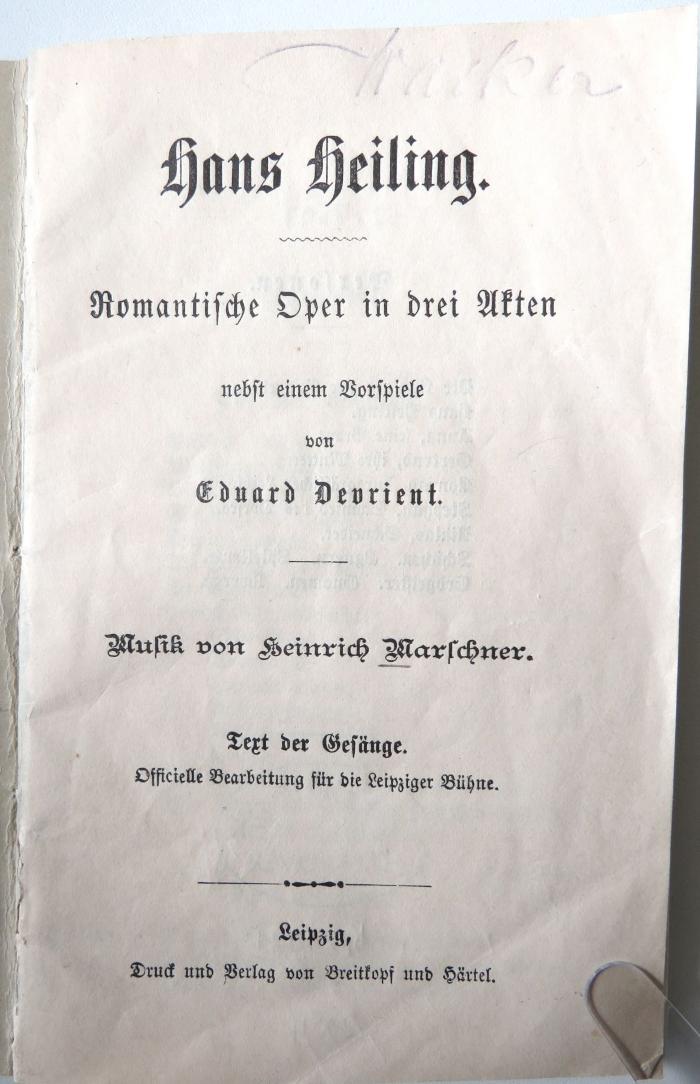 Hans Heiling.
Romantische Oper in drei Akten
nebst einem Vorspiele
von
Eduard Devrient.
Musik von Heinrich Marschner.
Text der Gesänge.
Officielle Bearbeitung für die Leipziger Bühne.
Leipzig,
Druck und Verlag von Breitkopf und Härtel.